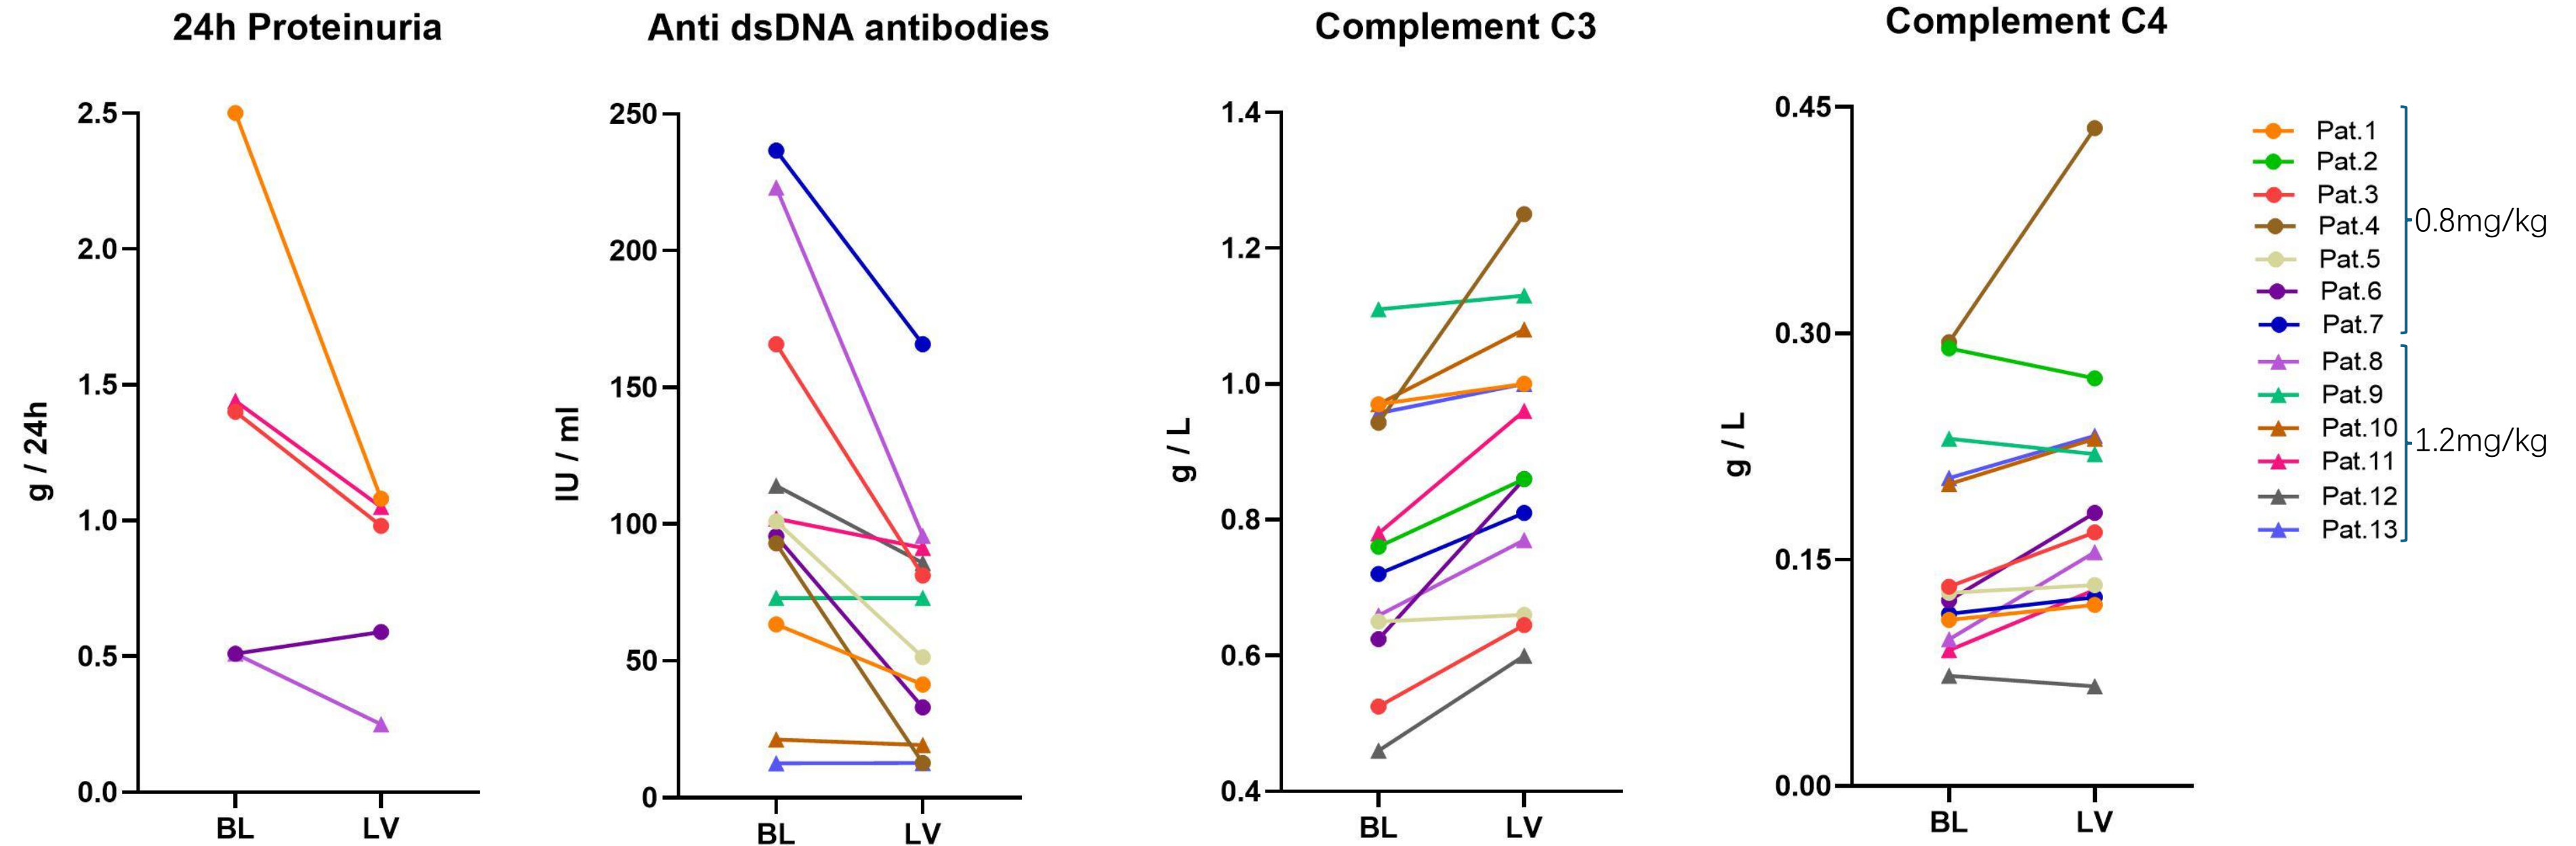 24h Proteinuria
g / 24h
2.5
2.0
1.5
1.0
0.5
0.0
BL LV
Anti dsDNA antibodies
IU / ml
250
200
150
100
50
0
BL LV
Complement C3
g / L
1.4
1.2
1.0
0.8
0.6
0.4
BL LV
Complement C4
g / L
0.45
0.30
0.15
0.00
BL LV
Pat.1
Pat.2
Pat.3
Pat.4
Pat.5
Pat.6
Pat.7
0.8mg/kg
Pat.8
Pat.9
Pat.10
Pat.11
Pat.12
Pat.13
1.2mg/kg